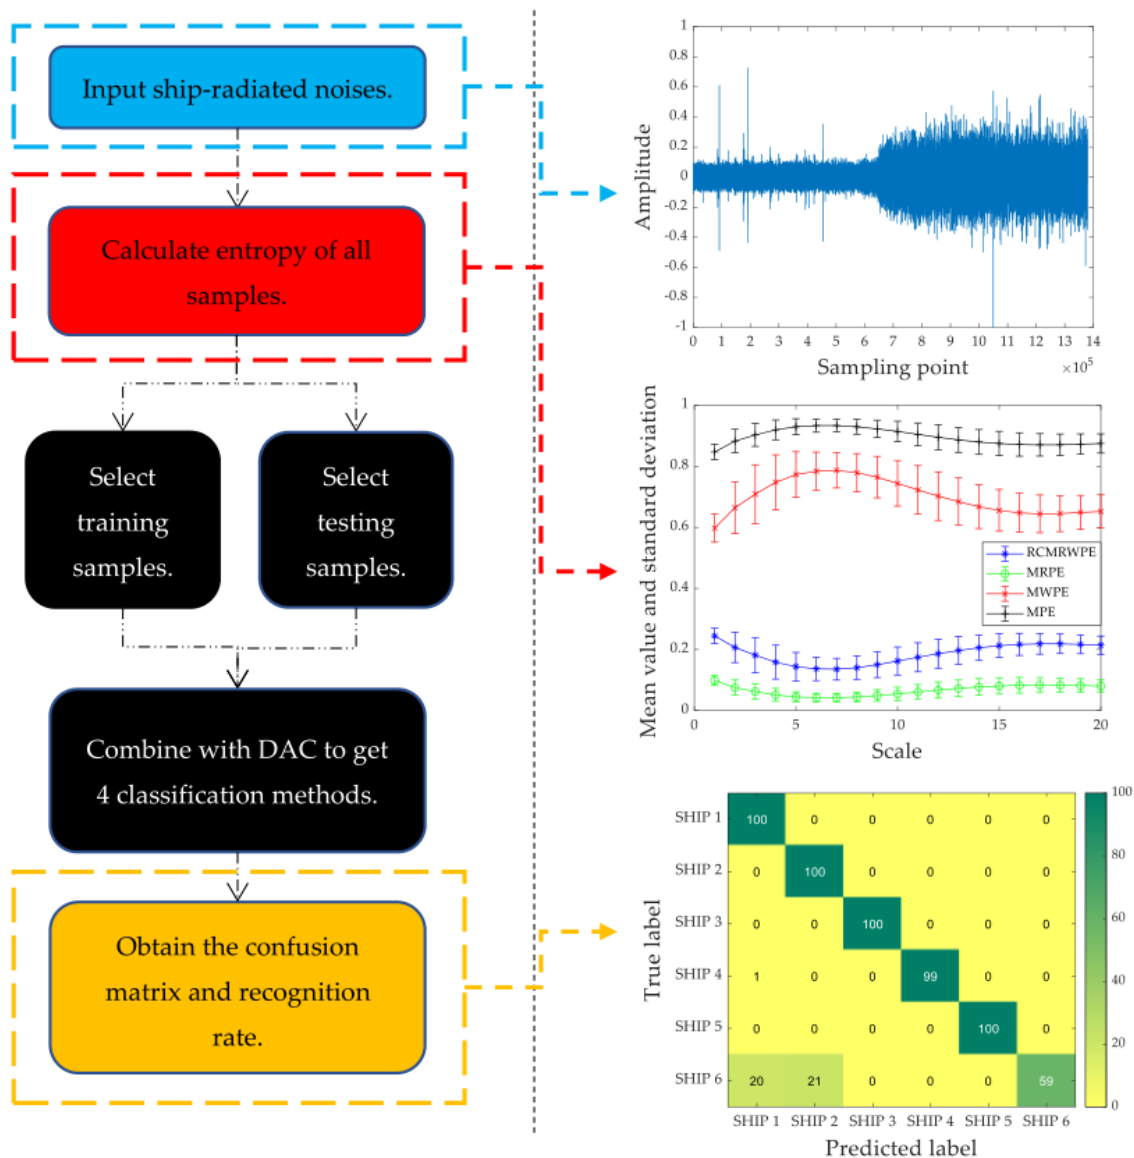 Input ship-radiated noises.
Calculate entropy of all
samples.
Select
training
samples.
Select
testing
samples.
Combine with DAC to get
4 classification methods.
Obtain the confusion
matrix and recognition
rate.
Amplitude
1
0.8
0.6
0.4
0.2
0
-0.2
-0.4
-0.6
-0.8
-1
0 1 2 3 4 5 6 7 8 9 10 11 12 13 14
Sampling point
×10⁵
Mean value and standard deviation
1
0.8
0.6
0.4
0.2
0
RCMRWPE
MRPE
MWPE
MPE
0 5 10 15 20
Scale
True label
SHIP 1 100 0 0 0 0 0
SHIP 2 0 100 0 0 0 0
SHIP 3 0 0 100 0 0 0
SHIP 4 1 0 0 99 0 0
SHIP 5 0 0 0 0 100 0
SHIP 6 20 21 0 0 0 59
SHIP 1 SHIP 2 SHIP 3 SHIP 4 SHIP 5 SHIP 6
Predicted label
100
80
60
40
20
0